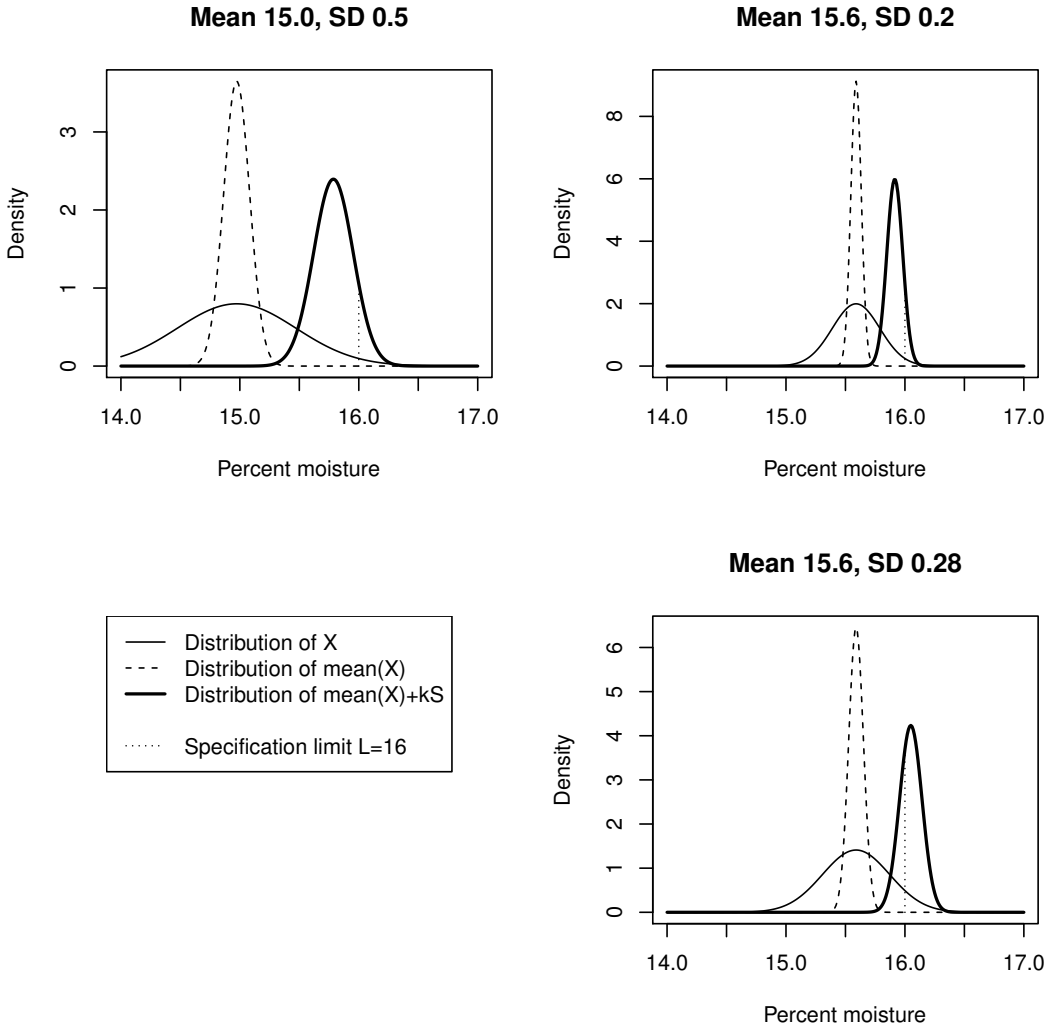 Mean 15.0, SD 0.5
Density
0 1 2 3
14.0 15.0 16.0 17.0
Percent moisture
Mean 15.6, SD 0.2
Density
0 2 4 6 8
14.0 15.0 16.0 17.0
Percent moisture
Distribution of X
Distribution of mean(X)
Distribution of mean(X)+kS
Specification limit L=16
Mean 15.6, SD 0.28
Density
0 1 2 3 4 5 6
14.0 15.0 16.0 17.0
Percent moisture